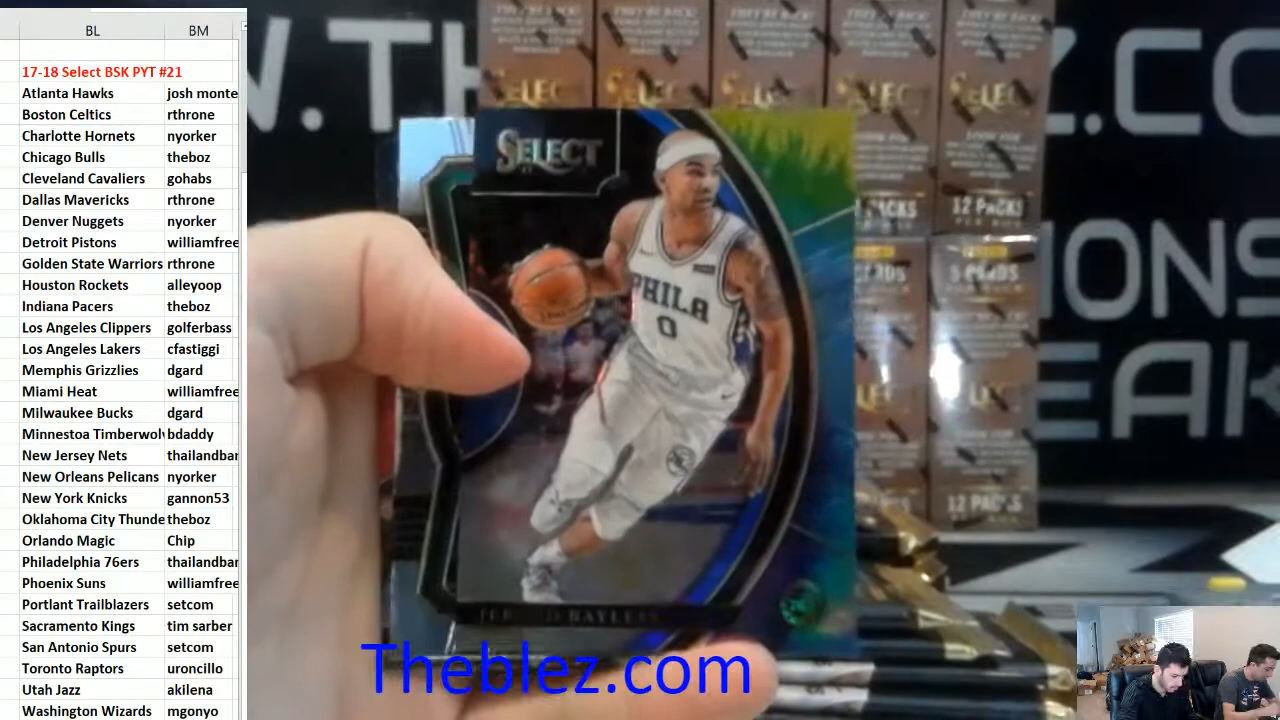 BL BM
17-18 Select BSK PYT #21
Atlanta Hawks josh monte
Boston Celtics rthrone
Charlotte Hornets nyorker
Chicago Bulls theboz
Cleveland Cavaliers gohabs
Dallas Mavericks rthrone
Denver Nuggets nyorker
Detroit Pistons williamfree
Golden State Warriors rthrone
Houston Rockets alleyoop
Indiana Pacers theboz
Los Angeles Clippers golferbass
Los Angeles Lakers cfastiggi
Memphis Grizzlies dgard
Miami Heat williamfree
Milwaukee Bucks dgard
Minnestoa Timberwolv bdaddy
New Jersey Nets thailandbar
New Orleans Pelicans nyorker
New York Knicks gannon53
Oklahoma City Thunde theboz
Orlando Magic Chip
Philadelphia 76ers thailandbar
Phoenix Suns williamfree
Portlant Trailblazers setcom
Sacramento Kings tim sarber
San Antonio Spurs setcom
Toronto Raptors uroncillo
Utah Jazz akilena
Washington Wizards mgonyo
SELECT
PHILA
0
BAYLESS
12 PACKS
12 PACKS
Theblez.com